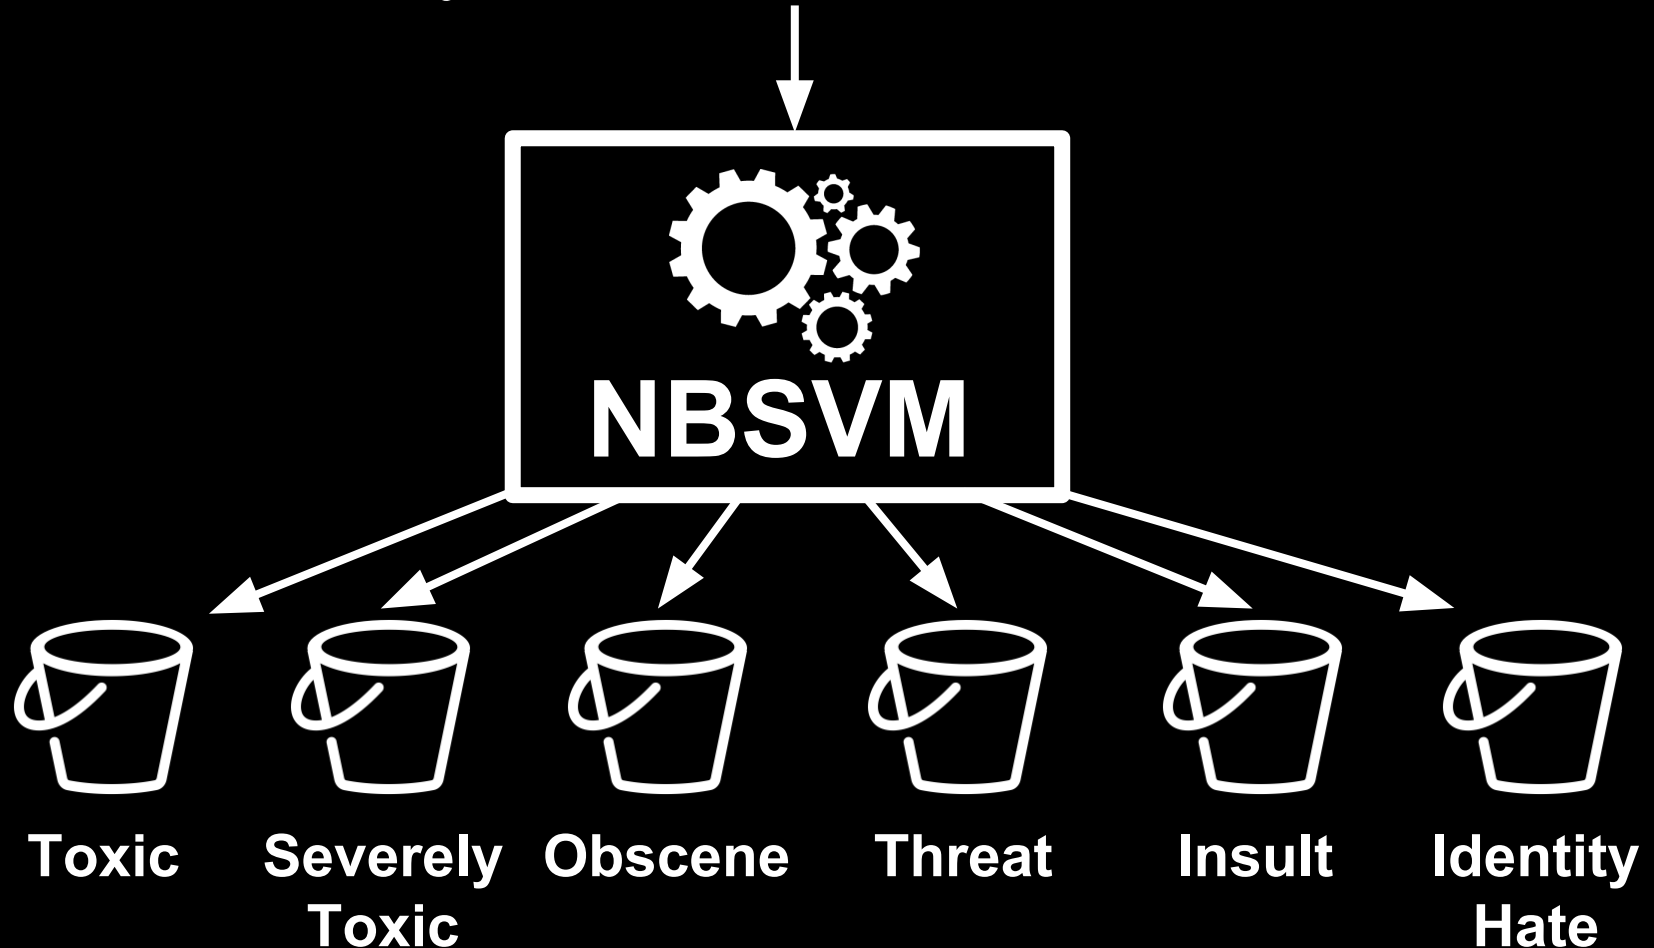 NBSVM
Toxic Severely Obscene Threat Insult Identity
Toxic Hate